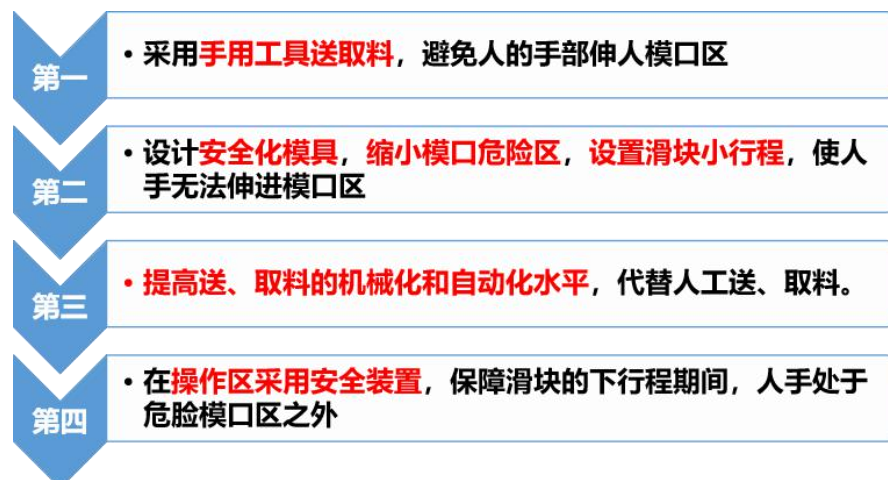 第一
• 采用手用工具送取料，避免人的手部伸人模口区
第二
• 设计安全化模具，缩小模口危险区，设置滑块小行程，使人
手无法伸进模口区
第三
• 提高送、取料的机械化和自动化水平，代替人工送、取料。
第四
• 在操作区采用安全装置，保障滑块的下行程期间，人手处于
危脸模口区之外